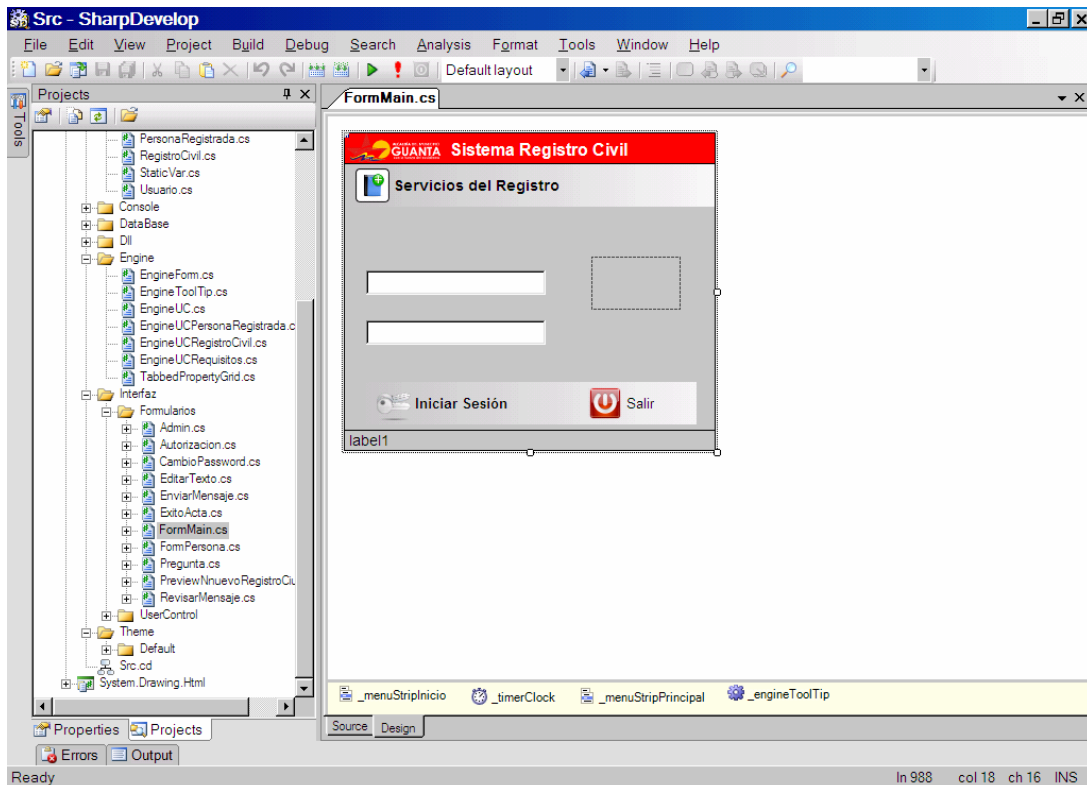 Src - SharpDevelop
File Edit View Project Build Debug Search Analysis Format Tools Window Help
Default layout
Tools
Projects
PersonaRegistrada.cs
RegistroCivil.cs
StaticVar.cs
Usuario.cs
Console
DataBase
Dll
Engine
EngineForm.cs
EngineToolTip.cs
EngineUC.cs
EngineUCPersonaRegistrada.c
EngineUCRegistroCivil.cs
EngineUCRequisitos.cs
TabbedPropertyGrid.cs
Interfaz
Formularios
Admin.cs
Autorizacion.cs
CambioPassword.cs
EditarTexto.cs
EnviarMensaje.cs
ExitoActa.cs
FormMain.cs
FormPersona.cs
Pregunta.cs
PreviewNnuevoRegistroCiu
RevisarMensaje.cs
UserControl
Theme
Default
Src.cd
System.Drawing.Html
Properties Projects
FormMain.cs
GUANTA Sistema Registro Civil
Servicios del Registro
Iniciar Sesión Salir
label1
_menuStripInicio _timerClock _menuStripPrincipal _engineToolTip
Source Design
Errors Output
Ready ln 988 col 18 ch 16 INS